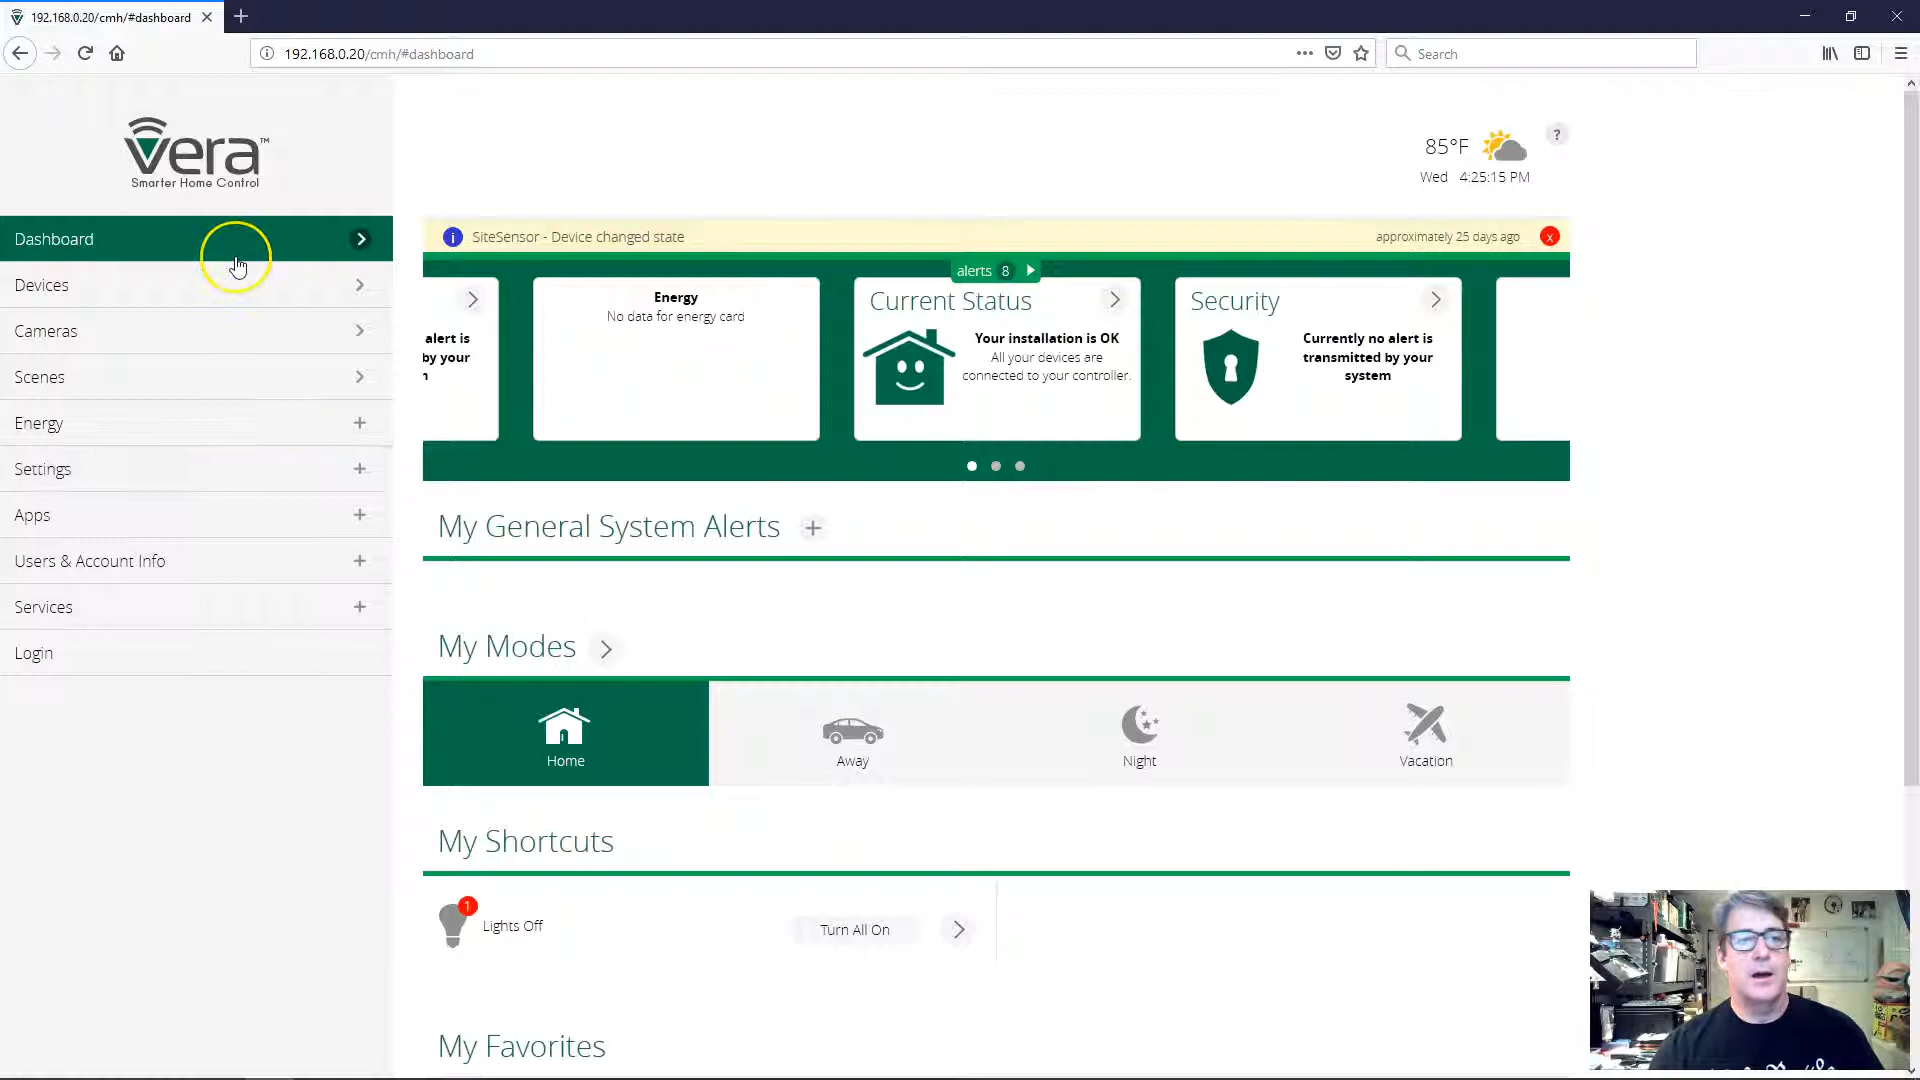 192.168.0.20/cmh/#dashboard
192.168.0.20/cmh/#dashboard
Search
vera™
Smarter Home Control
Dashboard
Devices
Cameras
Scenes
Energy
Settings
Apps
Users & Account Info
Services
Login
85°F
?
Wed 4:25:15 PM
i SiteSensor - Device changed state
approximately 25 days ago x
alerts 8
alert is
by your
Energy
No data for energy card
Current Status
Your installation is OK
All your devices are
connected to your controller.
Security
Currently no alert is
transmitted by your
system
My General System Alerts
My Modes
Home
Away
Night
Vacation
My Shortcuts
1
Lights Off
Turn All On
My Favorites